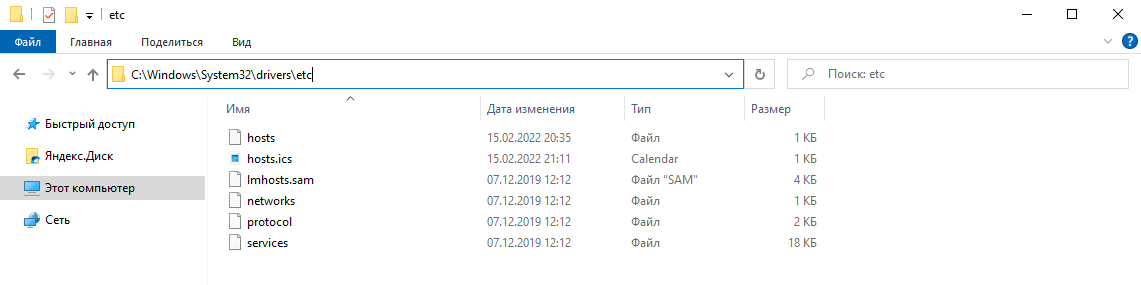 etc
Файл Главная Поделиться Вид
C:\Windows\System32\drivers\etc Поиск: etc
Имя Дата изменения Тип Размер
Быстрый доступ
Яндекс.Диск
Этот компьютер
Сеть
hosts 15.02.2022 20:35 Файл 1 КБ
hosts.ics 15.02.2022 21:11 Calendar 1 КБ
lmhosts.sam 07.12.2019 12:12 Файл "SAM" 4 КБ
networks 07.12.2019 12:12 Файл 1 КБ
protocol 07.12.2019 12:12 Файл 2 КБ
services 07.12.2019 12:12 Файл 18 КБ